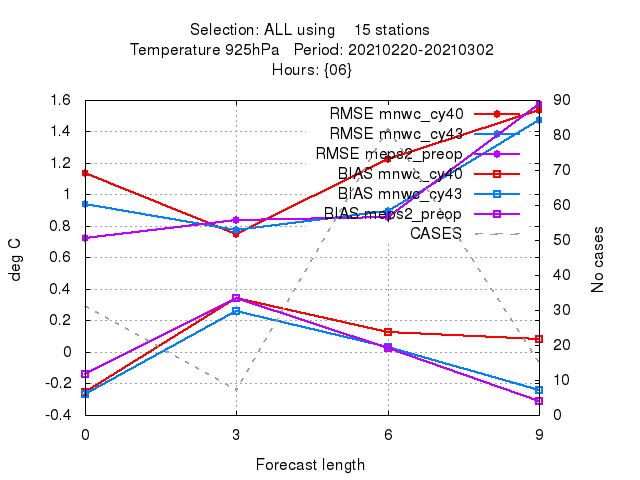 Selection: ALL using    15 stations
Temperature 925hPa   Period: 20210220-20210302
Hours: {06}
1.6
1.4
1.2
1
0.8
0.6
0.4
0.2
0
-0.2
-0.4
90
80
70
60
50
40
30
20
10
0
deg C
No cases
RMSE mnwc_cy40
RMSE mnwc_cy43
RMSE meps2_preop
BIAS mnwc_cy40
BIAS mnwc_cy43
BIAS meps2_preop
CASES
0
3
6
9
Forecast length